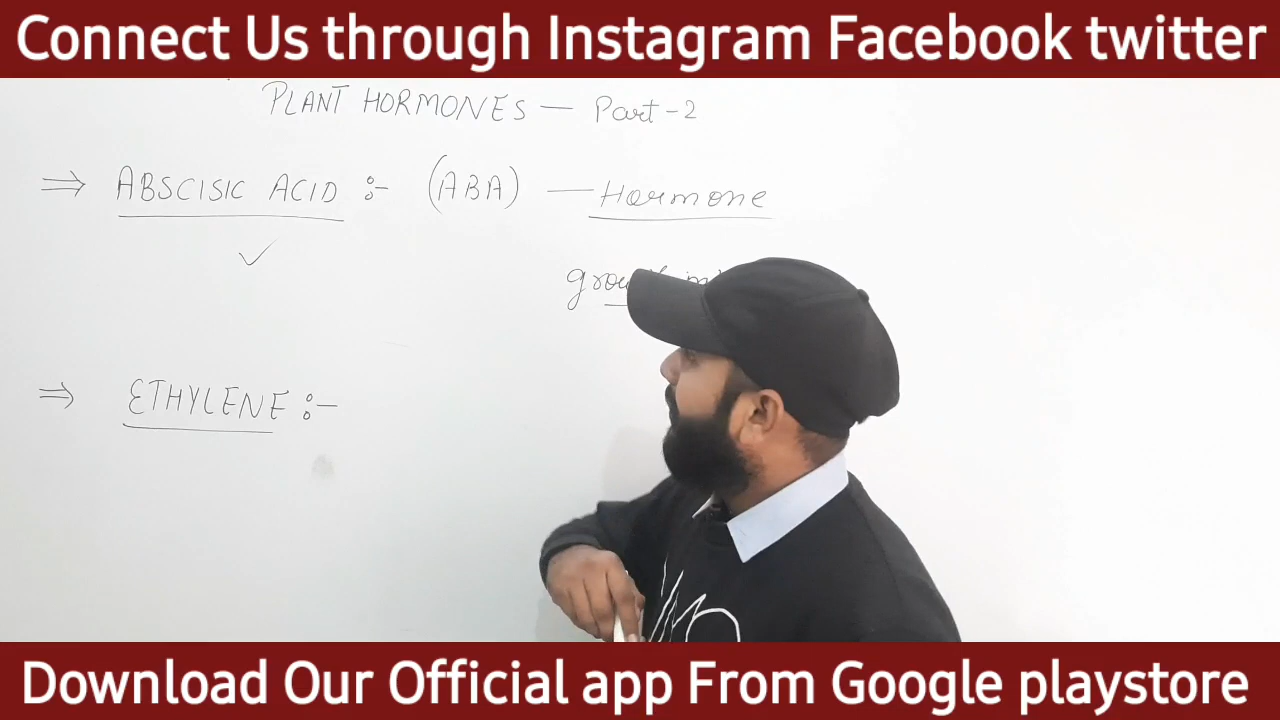 Connect Us through Instagram Facebook twitter
PLANT HORMONES — Part-2
⇒ ABSCISIC ACID :- (ABA) — Hormone
⇒ ETHYLENE :-
Download Our Official app From Google playstore